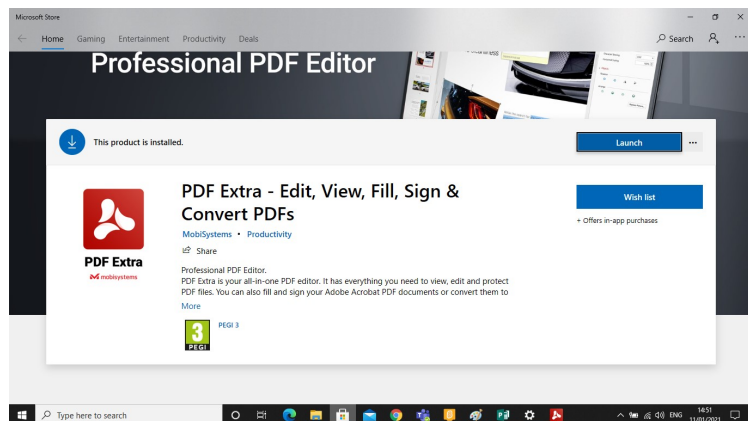 Microsoft Store
Home Gaming Entertainment Productivity Deals Search
Professional PDF Editor
This product is installed.
Launch
PDF Extra - Edit, View, Fill, Sign &
Convert PDFs
Wish list
MobiSystems • Productivity
+ Offers in-app purchases
Share
PDF Extra
mobisystems
Professional PDF Editor.
PDF Extra is your all-in-one PDF editor. It has everything you need to view, edit and protect
PDF files. You can also fill and sign your Adobe Acrobat PDF documents or convert them to
More
3
PEGI
PEGI 3
Type here to search
ENG
14:51
11/01/2021